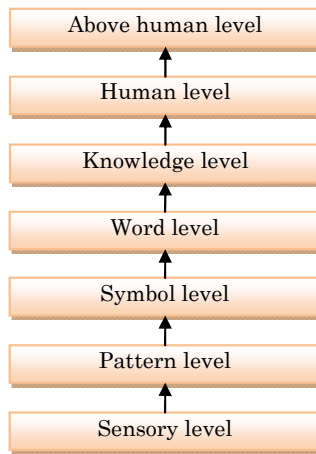 Above human level
Human level
Knowledge level
Word level
Symbol level
Pattern level
Sensory level